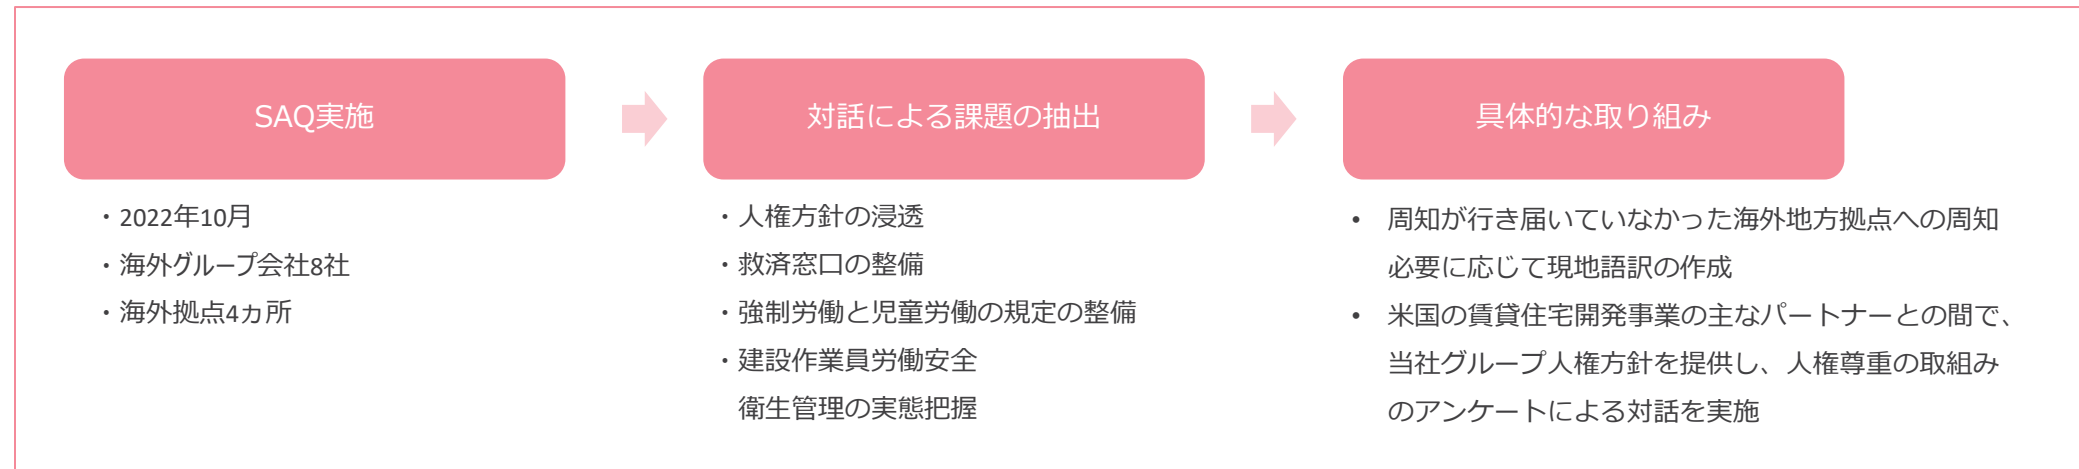 SAQ実施
・2022年10月
・海外グループ会社8社
・海外拠点4ヵ所
対話による課題の抽出
・人権方針の浸透
・救済窓口の整備
・強制労働と児童労働の規定の整備
・建設作業員労働安全
衛生管理の実態把握
具体的な取り組み
• 周知が行き届いていなかった海外地方拠点への周知
必要に応じて現地語訳の作成
• 米国の賃貸住宅開発事業の主なパートナーとの間で、
当社グループ人権方針を提供し、人権尊重の取組み
のアンケートによる対話を実施